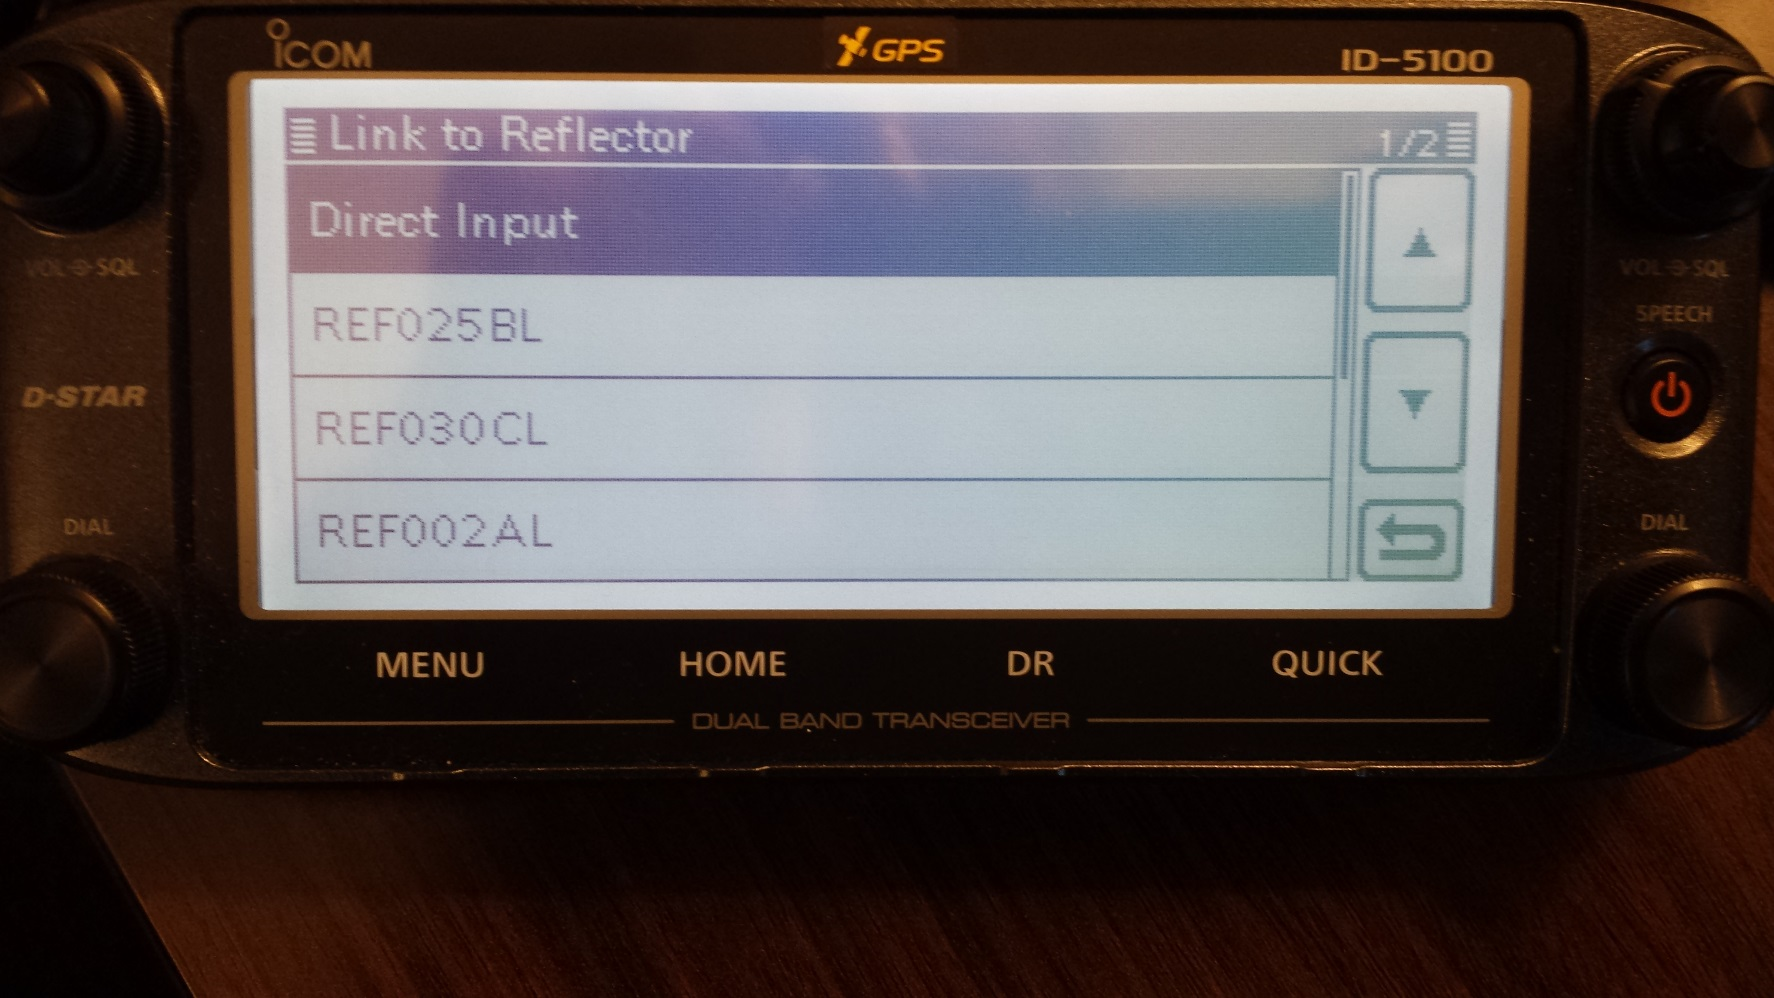 iCOM
GPS
ID-5100
Link to Reflector
1/2
Direct Input
REF025BL
REF030CL
REF002AL
VOL SQL
D-STAR
DIAL
VOL SQL
SPEECH
DIAL
MENU
HOME
DR
QUICK
DUAL BAND TRANSCEIVER